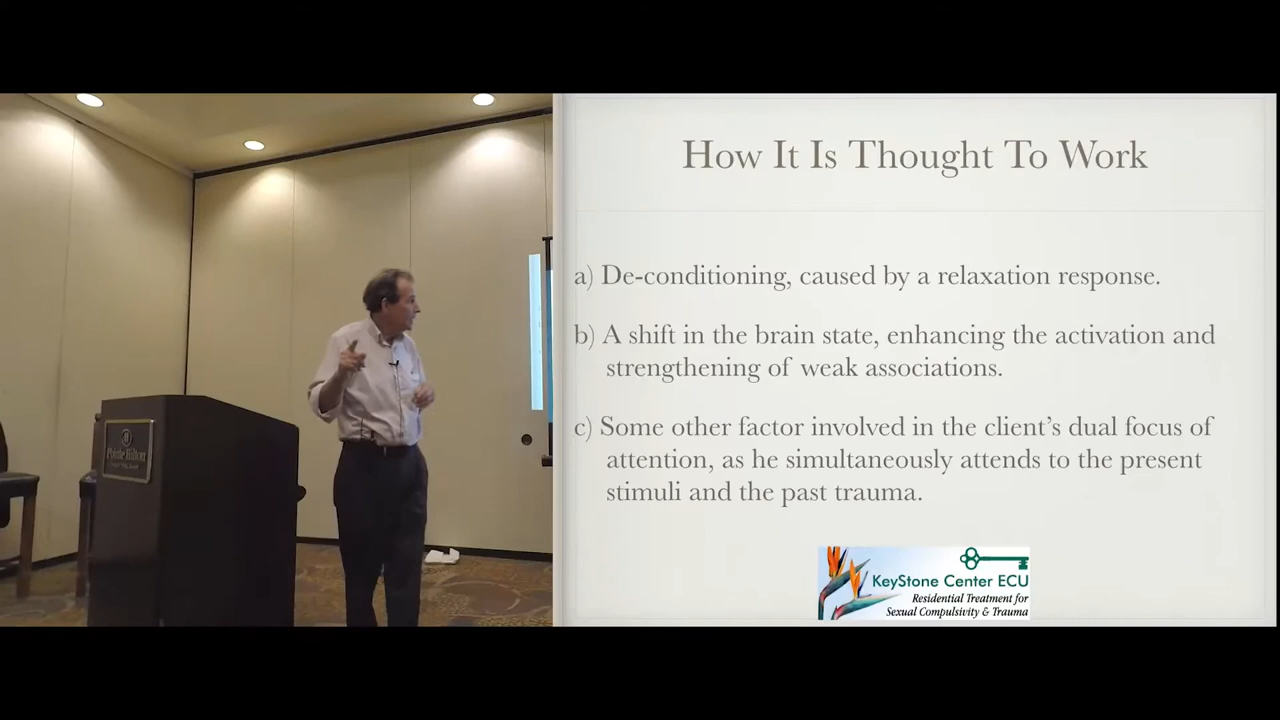 How It Is Thought To Work
a) De-conditioning, caused by a relaxation response.
b) A shift in the brain state, enhancing the activation and
strengthening of weak associations.
c) Some other factor involved in the client's dual focus of
attention, as he simultaneously attends to the present
stimuli and the past trauma.
KeyStone Center ECU
Residential Treatment for
Sexual Compulsivity & Trauma
Pointe Hilton